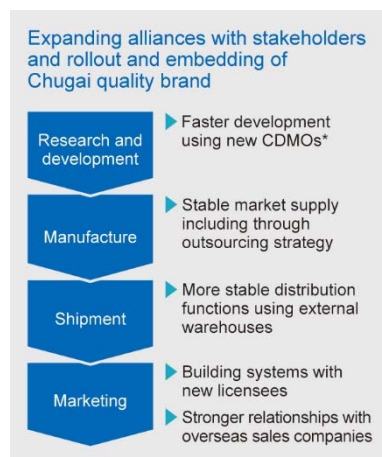 Expanding alliances with stakeholders
and rollout and embedding of
Chugai quality brand
Research and
development
Faster development
using new CDMOs*
Manufacture
Stable market supply
including through
outsourcing strategy
Shipment
More stable distribution
functions using external
warehouses
Marketing
Building systems with
new licensees
Stronger relationships with
overseas sales companies